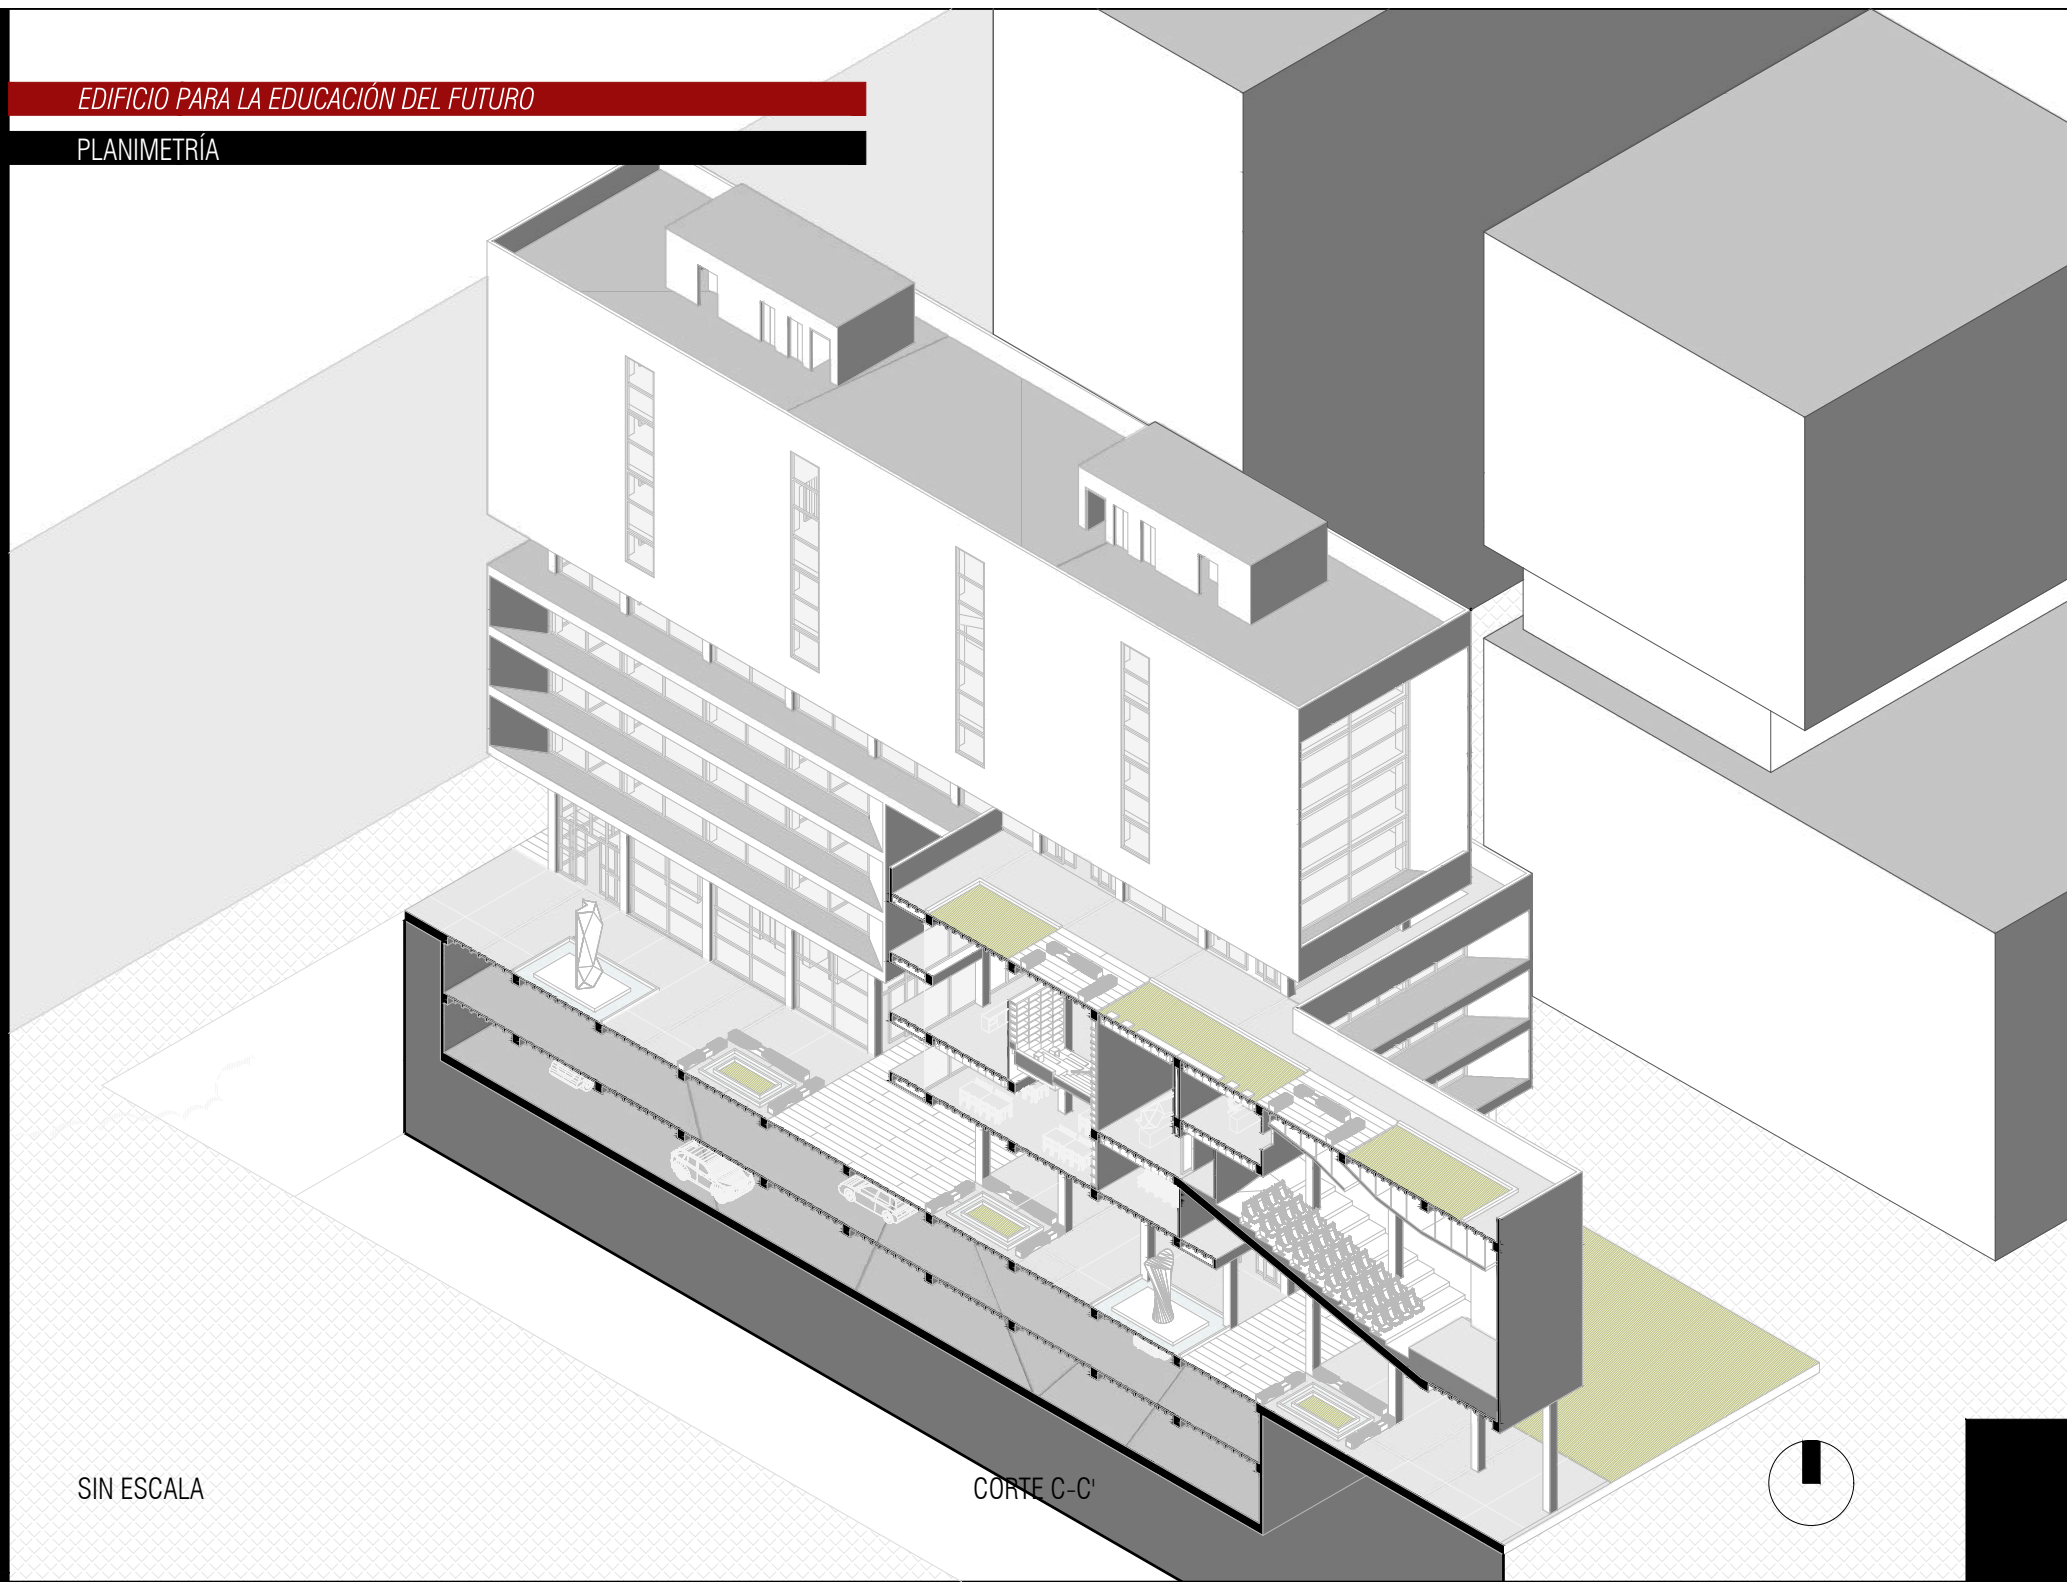 EDIFICIO PARA LA EDUCACIÓN DEL FUTURO
PLANIMETRÍA
SIN ESCALA
CORTE C-C'